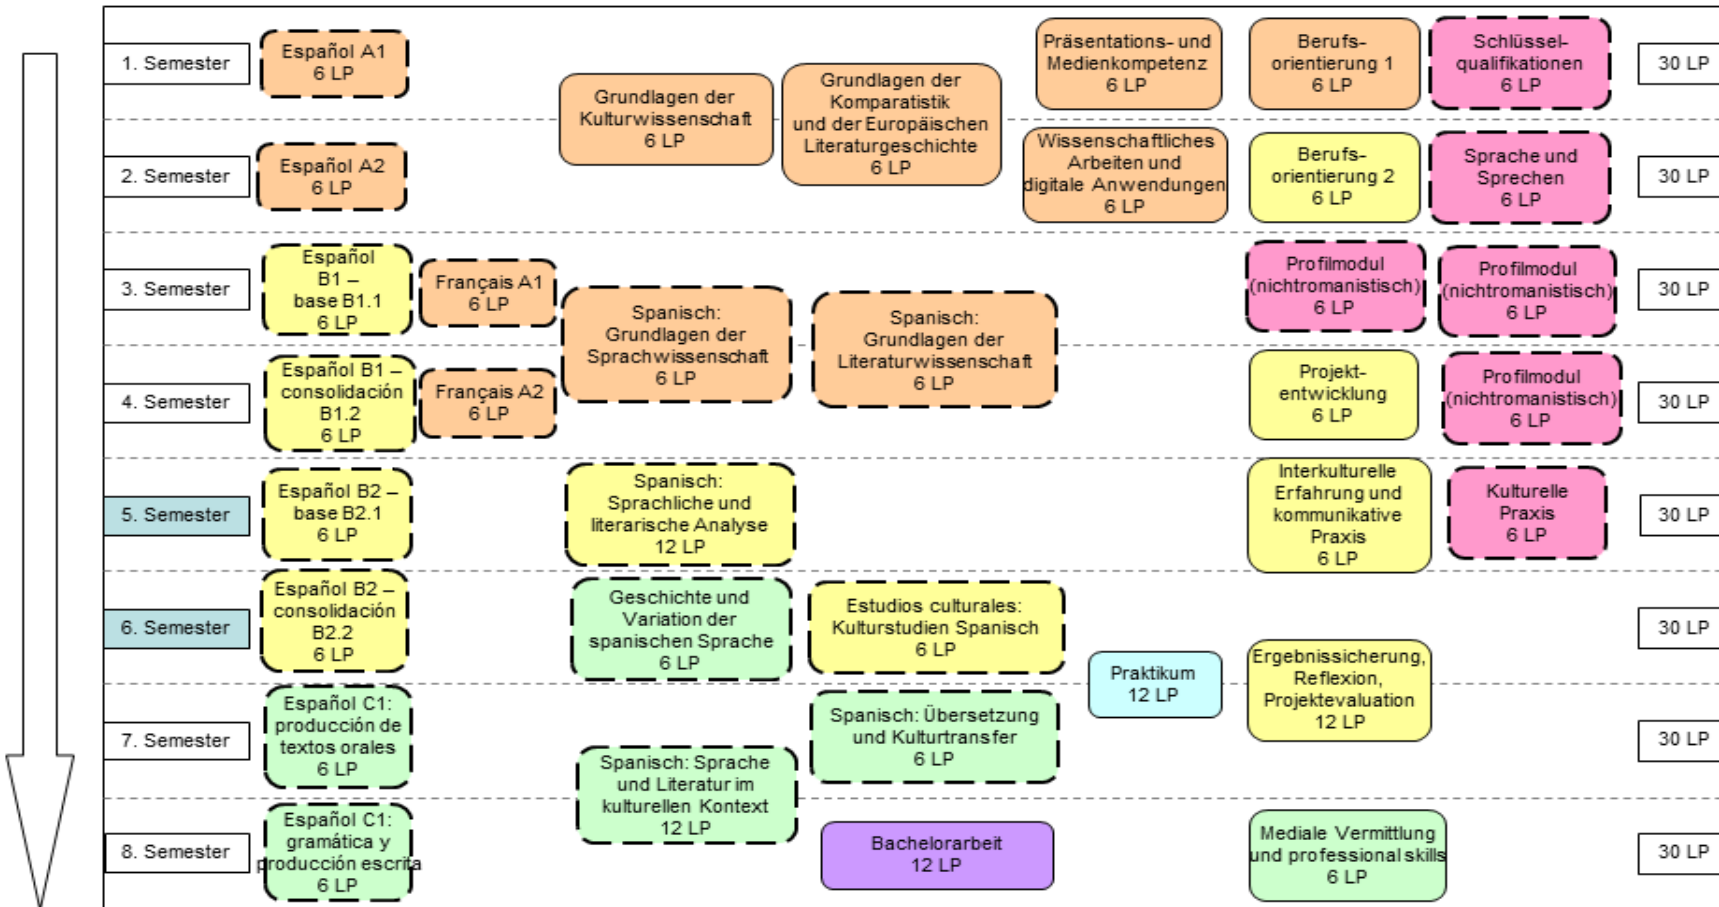 1. Semester
Español A1
6 LP
Präsentations- und
Medienkompetenz
6 LP
Berufs-
orientierung 1
6 LP
Schlüssel-
qualifikationen
6 LP
30 LP
Grundlagen der
Kulturwissenschaft
6 LP
Grundlagen der
Komparatistik
und der Europäischen
Literaturgeschichte
6 LP
2. Semester
Español A2
6 LP
Wissenschaftliches
Arbeiten und
digitale Anwendungen
6 LP
Berufs-
orientierung 2
6 LP
Sprache und
Sprechen
6 LP
30 LP
3. Semester
Español
B1 –
base B1.1
6 LP
Français A1
6 LP
Spanisch:
Grundlagen der
Sprachwissenschaft
6 LP
Spanisch:
Grundlagen der
Literaturwissenschaft
6 LP
Profilmodul
(nichtromanistisch)
6 LP
Profilmodul
(nichtromanistisch)
6 LP
30 LP
4. Semester
Español B1 –
consolidación
B1.2
6 LP
Français A2
6 LP
Projekt-
entwicklung
6 LP
Profilmodul
(nichtromanistisch)
6 LP
30 LP
5. Semester
Español B2 –
base B2.1
6 LP
Spanisch:
Sprachliche und
literarische Analyse
12 LP
Interkulturelle
Erfahrung und
kommunikative
Praxis
6 LP
Kulturelle
Praxis
6 LP
30 LP
6. Semester
Español B2 –
consolidación
B2.2
6 LP
Geschichte und
Variation der
spanischen Sprache
6 LP
Estudios culturales:
Kulturstudien Spanisch
6 LP
30 LP
Praktikum
12 LP
Ergebnissicherung,
Reflexion,
Projektevaluation
12 LP
7. Semester
Español C1:
producción de
textos orales
6 LP
Spanisch: Übersetzung
und Kulturtransfer
6 LP
30 LP
Spanisch: Sprache
und Literatur im
kulturellen Kontext
12 LP
8. Semester
Español C1:
gramática y
producción escrita
6 LP
Bachelorarbeit
12 LP
Mediale Vermittlung
und professional skills
6 LP
30 LP